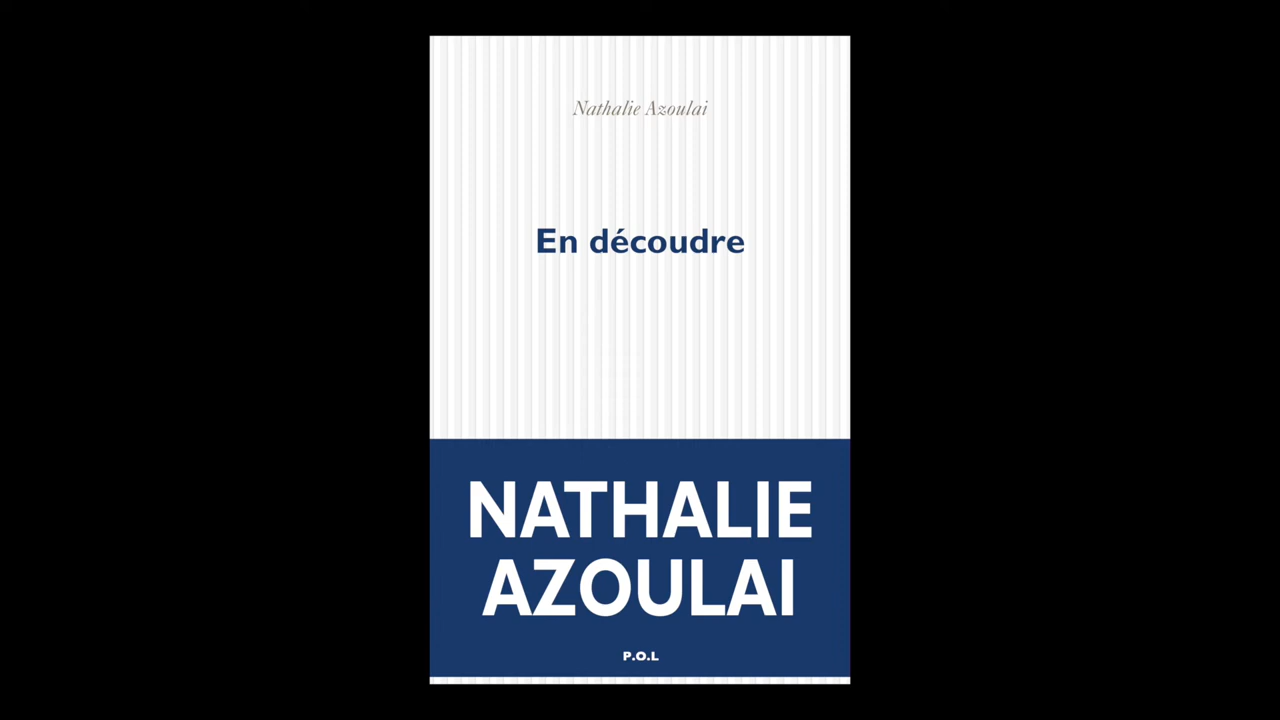 Nathalie Azoulai
En découdre
NATHALIE
AZOULAI
P.O.L